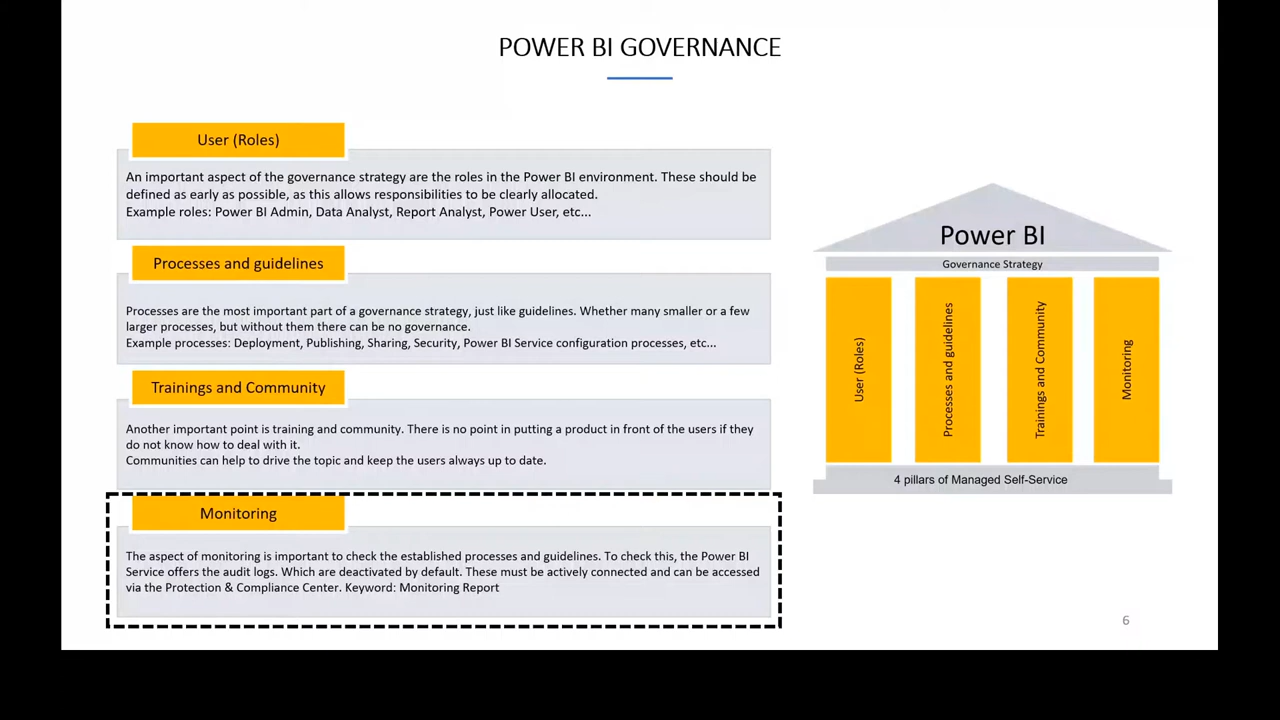 POWER BI GOVERNANCE
User (Roles)
An important aspect of the governance strategy are the roles in the Power BI environment. These should be
defined as early as possible, as this allows responsibilities to be clearly allocated.
Example roles: Power BI Admin, Data Analyst, Report Analyst, Power User, etc...
Processes and guidelines
Processes are the most important part of a governance strategy, just like guidelines. Whether many smaller or a few
larger processes, but without them there can be no governance.
Example processes: Deployment, Publishing, Sharing, Security, Power BI Service configuration processes, etc...
Trainings and Community
Another important point is training and community. There is no point in putting a product in front of the users if they
do not know how to deal with it.
Communities can help to drive the topic and keep the users always up to date.
Monitoring
The aspect of monitoring is important to check the established processes and guidelines. To check this, the Power BI
Service offers the audit logs. Which are deactivated by default. These must be actively connected and can be accessed
via the Protection & Compliance Center. Keyword: Monitoring Report
Power BI
Governance Strategy
User (Roles)
Processes and guidelines
Trainings and Community
Monitoring
4 pillars of Managed Self-Service
6